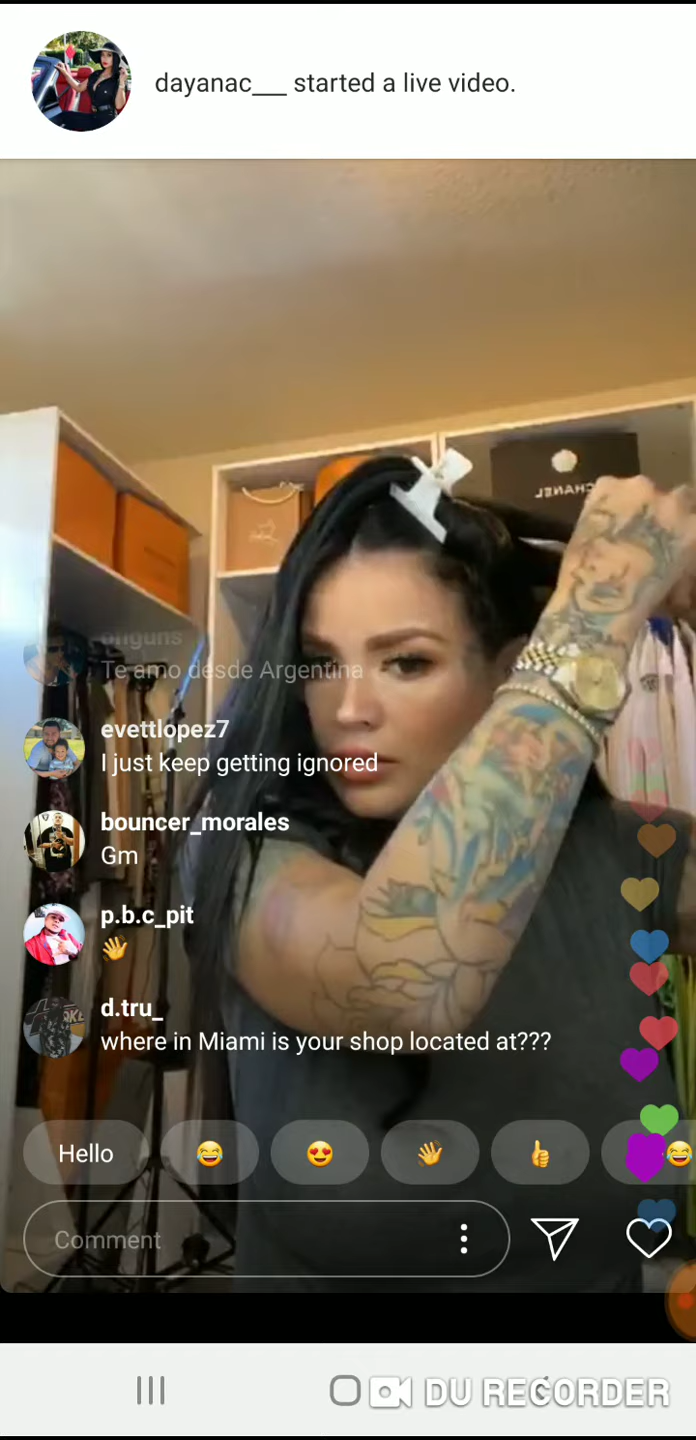 dayanac___ started a live video.
CHANEL
onguns
Te amo desde Argentina
evettlopez7
I just keep getting ignored
bouncer_morales
Gm
p.b.c_pit
👋
d.tru_
where in Miami is your shop located at???
Hello 😂 😍 👋 👍 😂
Comment
DU RECORDER